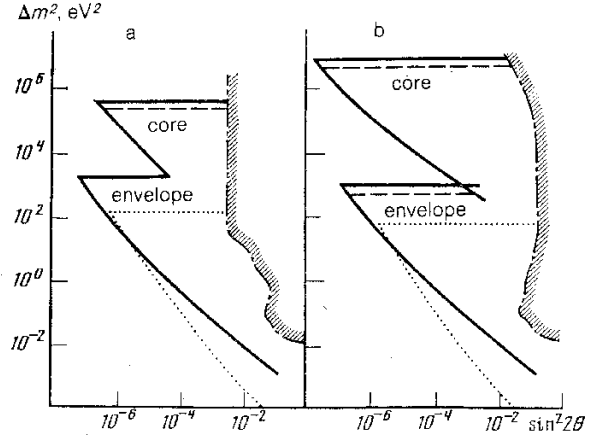 Δm², eV²
a
b
10⁶
core
core
10⁴
envelope
envelope
10²
10⁰
10⁻²
10⁻⁶
10⁻⁴
10⁻²
10⁻⁶
10⁻⁴
10⁻²
sin²2θ